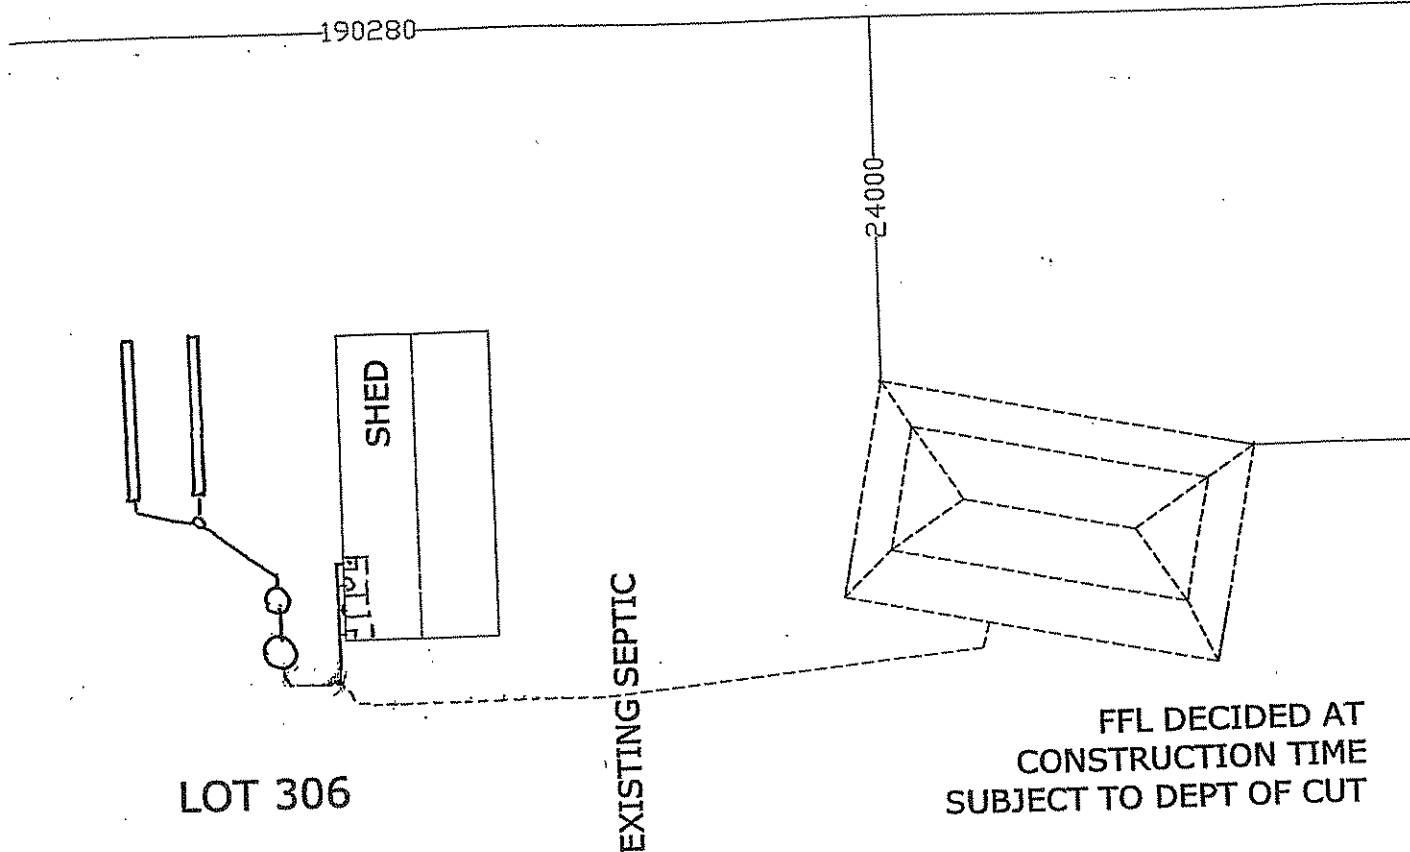 190280
24000
SHED
EXISTING SEPTIC
FFL DECIDED AT
CONSTRUCTION TIME
SUBJECT TO DEPT OF CUT
LOT 306